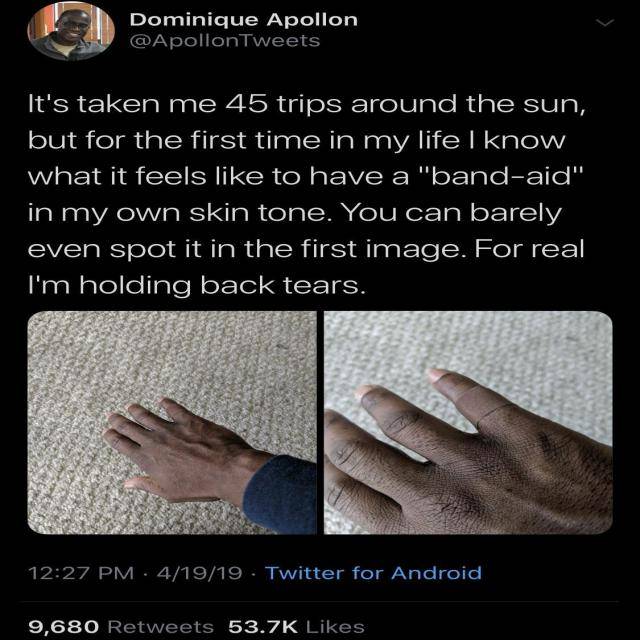 Dominique Apollon
@ApollonTweets
It's taken me 45 trips around the sun,
but for the first time in my life I know
what it feels like to have a "band-aid"
in my own skin tone. You can barely
even spot it in the first image. For real
I'm holding back tears.
12:27 PM · 4/19/19 · Twitter for Android
9,680 Retweets 53.7K Likes